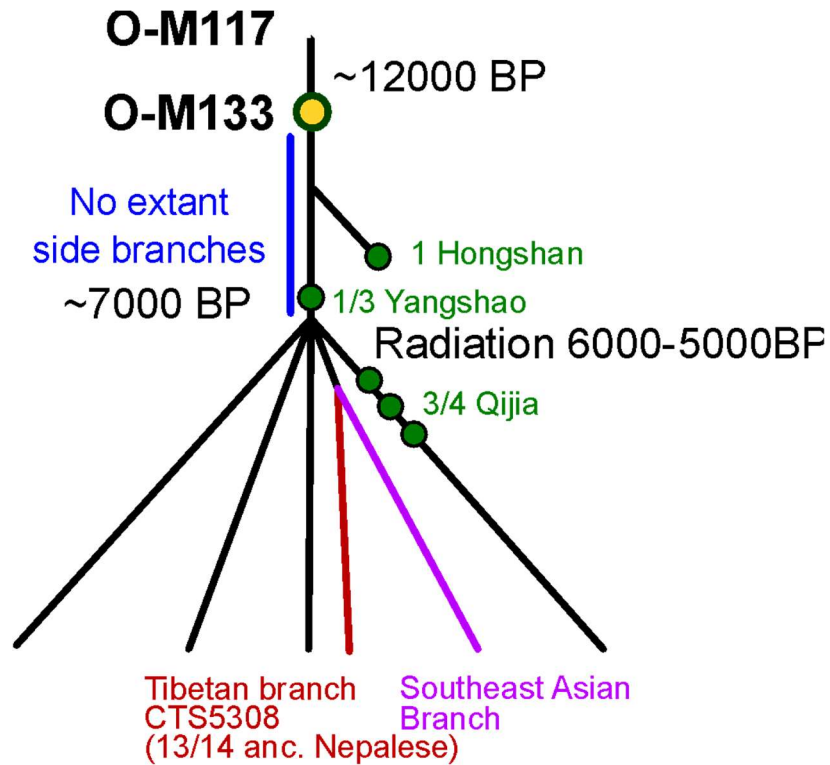 O-M117
~12000 BP
O-M133
No extant
side branches
1 Hongshan
~7000 BP
1/3 Yangshao
Radiation 6000-5000BP
3/4 Qijia
Tibetan branch
CTS5308
(13/14 anc. Nepalese)
Southeast Asian
Branch